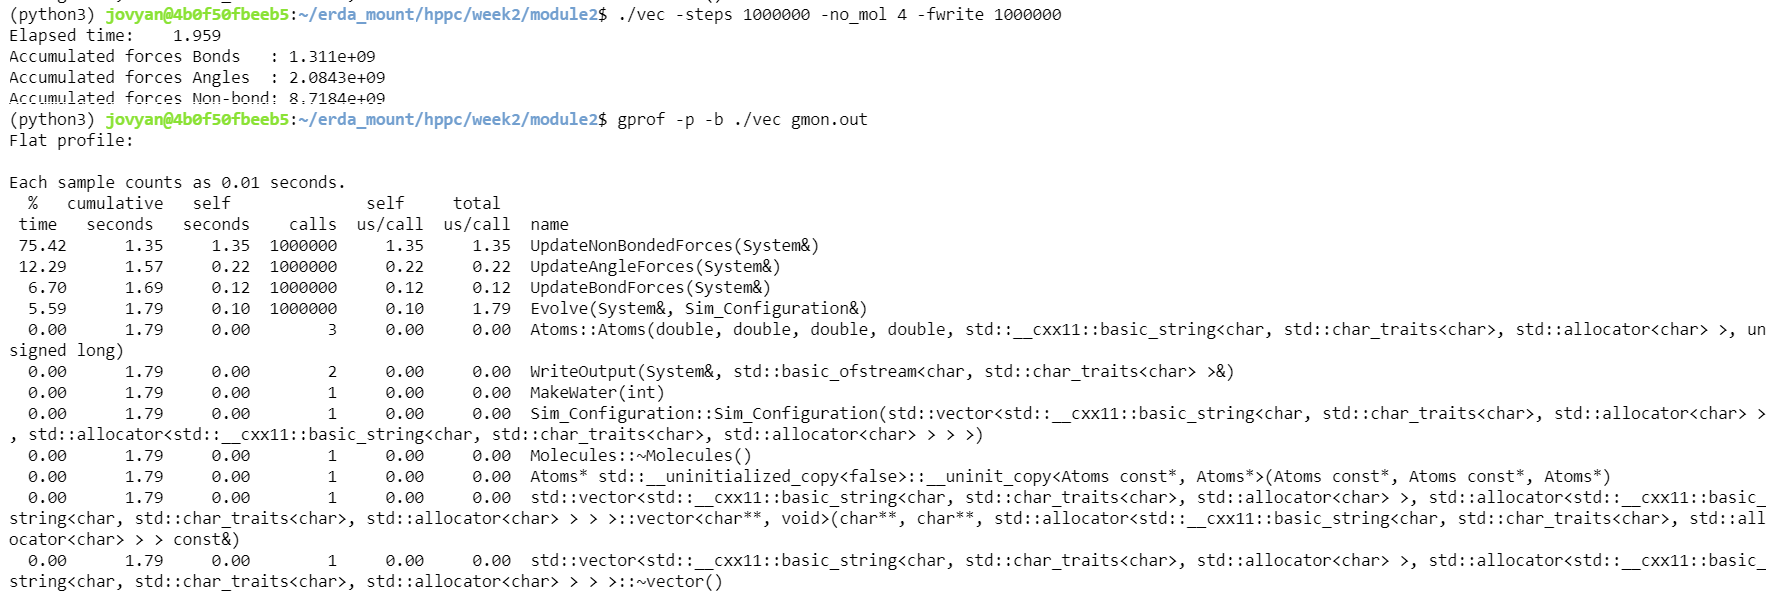 (python3) jovyan@4b0f50fbeeb5:~/erda_mount/hppc/week2/module2$ ./vec -steps 1000000 -no_mol 4 -fwrite 1000000
Elapsed time:    1.959
Accumulated forces Bonds   : 1.311e+09
Accumulated forces Angles  : 2.0843e+09
Accumulated forces Non-bond: 8.7184e+09
(python3) jovyan@4b0f50fbeeb5:~/erda_mount/hppc/week2/module2$ gprof -p -b ./vec gmon.out
Flat profile:

Each sample counts as 0.01 seconds.
  %   cumulative   self              self     total
 time   seconds   seconds    calls  us/call  us/call  name
 75.42      1.35     1.35  1000000     1.35     1.35  UpdateNonBondedForces(System&)
 12.29      1.57     0.22  1000000     0.22     0.22  UpdateAngleForces(System&)
  6.70      1.69     0.12  1000000     0.12     0.12  UpdateBondForces(System&)
  5.59      1.79     0.10  1000000     0.10     1.79  Evolve(System&, Sim_Configuration&)
  0.00      1.79     0.00        3     0.00     0.00  Atoms::Atoms(double, double, double, double, std::__cxx11::basic_string<char, std::char_traits<char>, std::allocator<char> >, un
signed long)
  0.00      1.79     0.00        2     0.00     0.00  WriteOutput(System&, std::basic_ofstream<char, std::char_traits<char> >&)
  0.00      1.79     0.00        1     0.00     0.00  MakeWater(int)
  0.00      1.79     0.00        1     0.00     0.00  Sim_Configuration::Sim_Configuration(std::vector<std::__cxx11::basic_string<char, std::char_traits<char>, std::allocator<char> >
, std::allocator<std::__cxx11::basic_string<char, std::char_traits<char>, std::allocator<char> > > >)
  0.00      1.79     0.00        1     0.00     0.00  Molecules::~Molecules()
  0.00      1.79     0.00        1     0.00     0.00  Atoms* std::__uninitialized_copy<false>::__uninit_copy<Atoms const*, Atoms*>(Atoms const*, Atoms const*, Atoms*)
  0.00      1.79     0.00        1     0.00     0.00  std::vector<std::__cxx11::basic_string<char, std::char_traits<char>, std::allocator<char> >, std::allocator<std::__cxx11::basic_
string<char, std::char_traits<char>, std::allocator<char> > > >::vector<char**, void>(char**, char**, std::allocator<std::__cxx11::basic_string<char, std::char_traits<char>, std::all
ocator<char> > > const&)
  0.00      1.79     0.00        1     0.00     0.00  std::vector<std::__cxx11::basic_string<char, std::char_traits<char>, std::allocator<char> >, std::allocator<std::__cxx11::basic_
string<char, std::char_traits<char>, std::allocator<char> > > >::~vector()